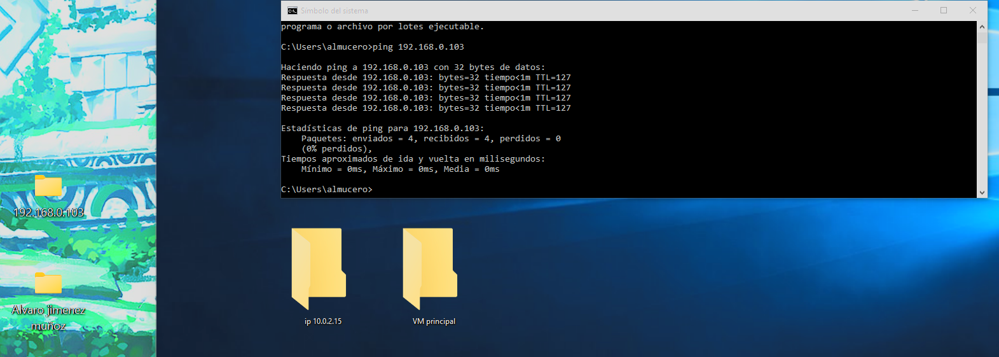 Símbolo del sistema
programa o archivo por lotes ejecutable.
C:\Users\almucero>ping 192.168.0.103
Haciendo ping a 192.168.0.103 con 32 bytes de datos:
Respuesta desde 192.168.0.103: bytes=32 tiempo<1m TTL=127
Respuesta desde 192.168.0.103: bytes=32 tiempo<1m TTL=127
Respuesta desde 192.168.0.103: bytes=32 tiempo<1m TTL=127
Respuesta desde 192.168.0.103: bytes=32 tiempo<1m TTL=127
Estadísticas de ping para 192.168.0.103:
Paquetes: enviados = 4, recibidos = 4, perdidos = 0
(0% perdidos),
Tiempos aproximados de ida y vuelta en milisegundos:
Mínimo = 0ms, Máximo = 0ms, Media = 0ms
C:\Users\almucero>
192.168.0.103
Alvaro jimenez
muñoz
ip 10.0.2.15
VM principal